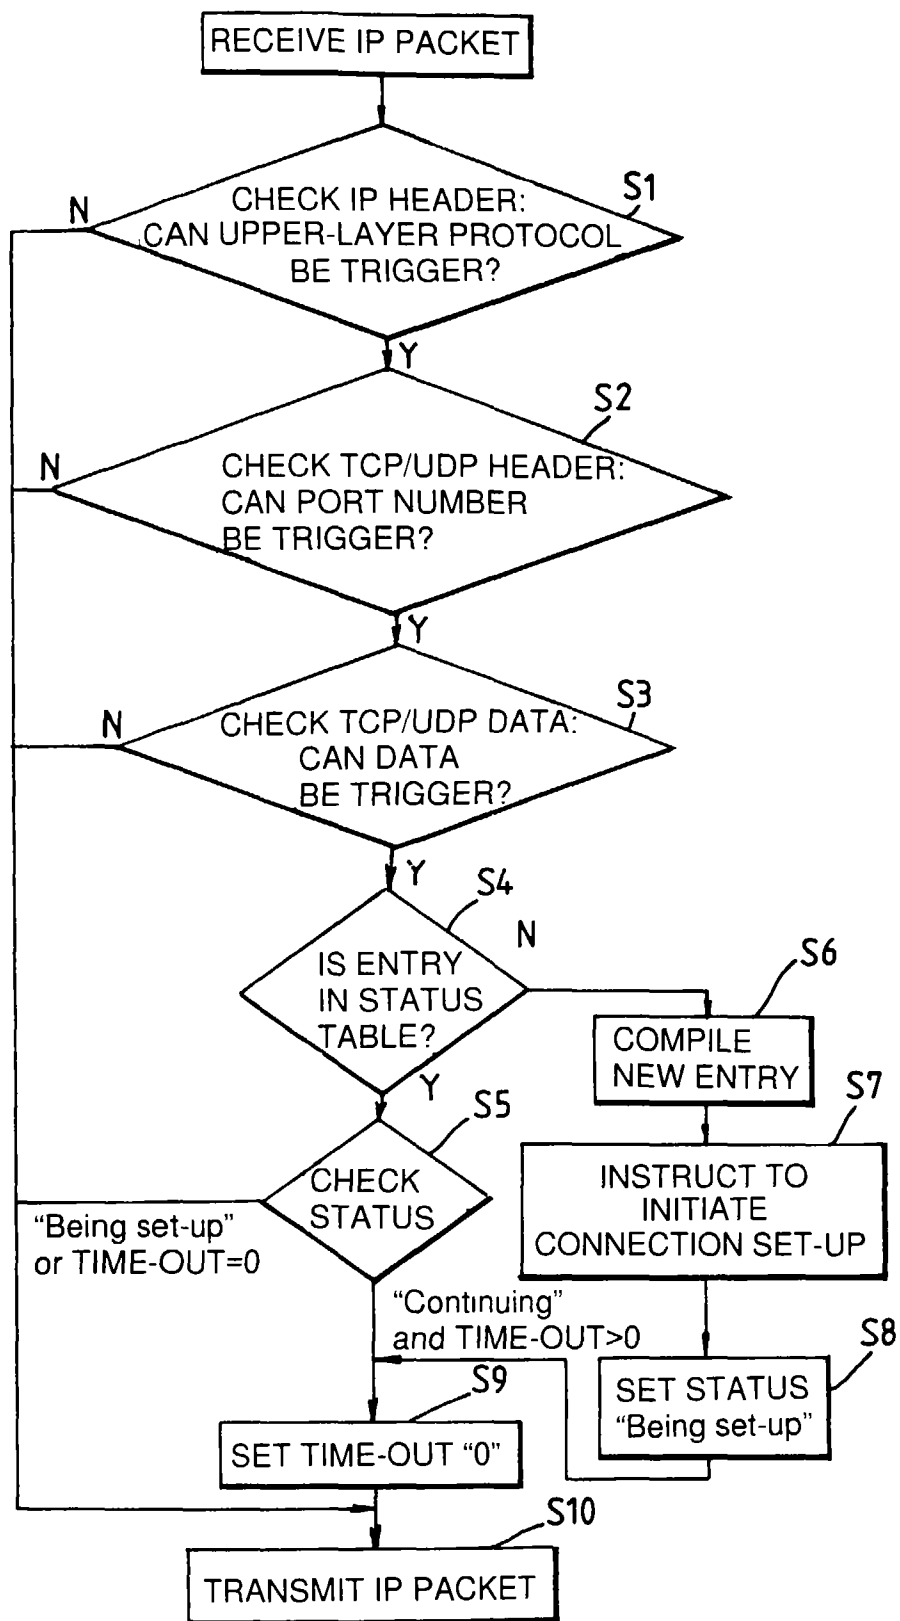 RECEIVE IP PACKET
S1
N
CHECK IP HEADER:
CAN UPPER-LAYER PROTOCOL
BE TRIGGER?
Y
S2
N
CHECK TCP/UDP HEADER:
CAN PORT NUMBER
BE TRIGGER?
Y
S3
N
CHECK TCP/UDP DATA:
CAN DATA
BE TRIGGER?
Y
S4
N
IS ENTRY
IN STATUS
TABLE?
S6
COMPILE
NEW ENTRY
Y
S5
CHECK
STATUS
S7
INSTRUCT TO
INITIATE
CONNECTION SET-UP
“Being set-up”
or TIME-OUT=0
“Continuing”
and TIME-OUT>0
S8
SET STATUS
“Being set-up”
S9
SET TIME-OUT “0”
S10
TRANSMIT IP PACKET